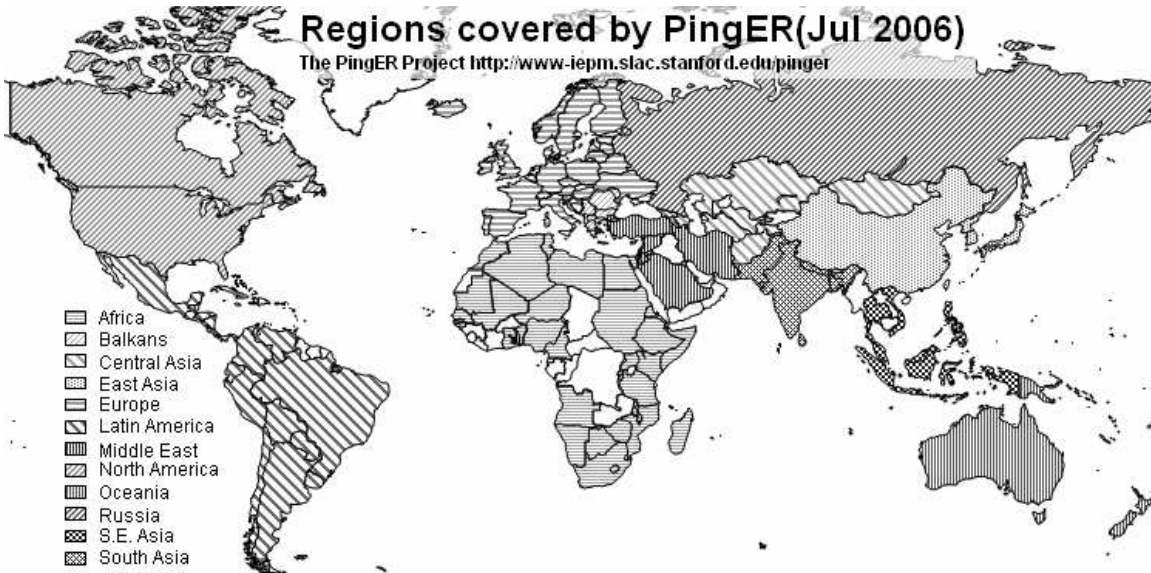 Regions covered by PingER(Jul 2006)
The PingER Project http://www-iepm.slac.stanford.edu/pinger
Africa
Balkans
Central Asia
East Asia
Europe
Latin America
Middle East
North America
Oceania
Russia
S.E. Asia
South Asia